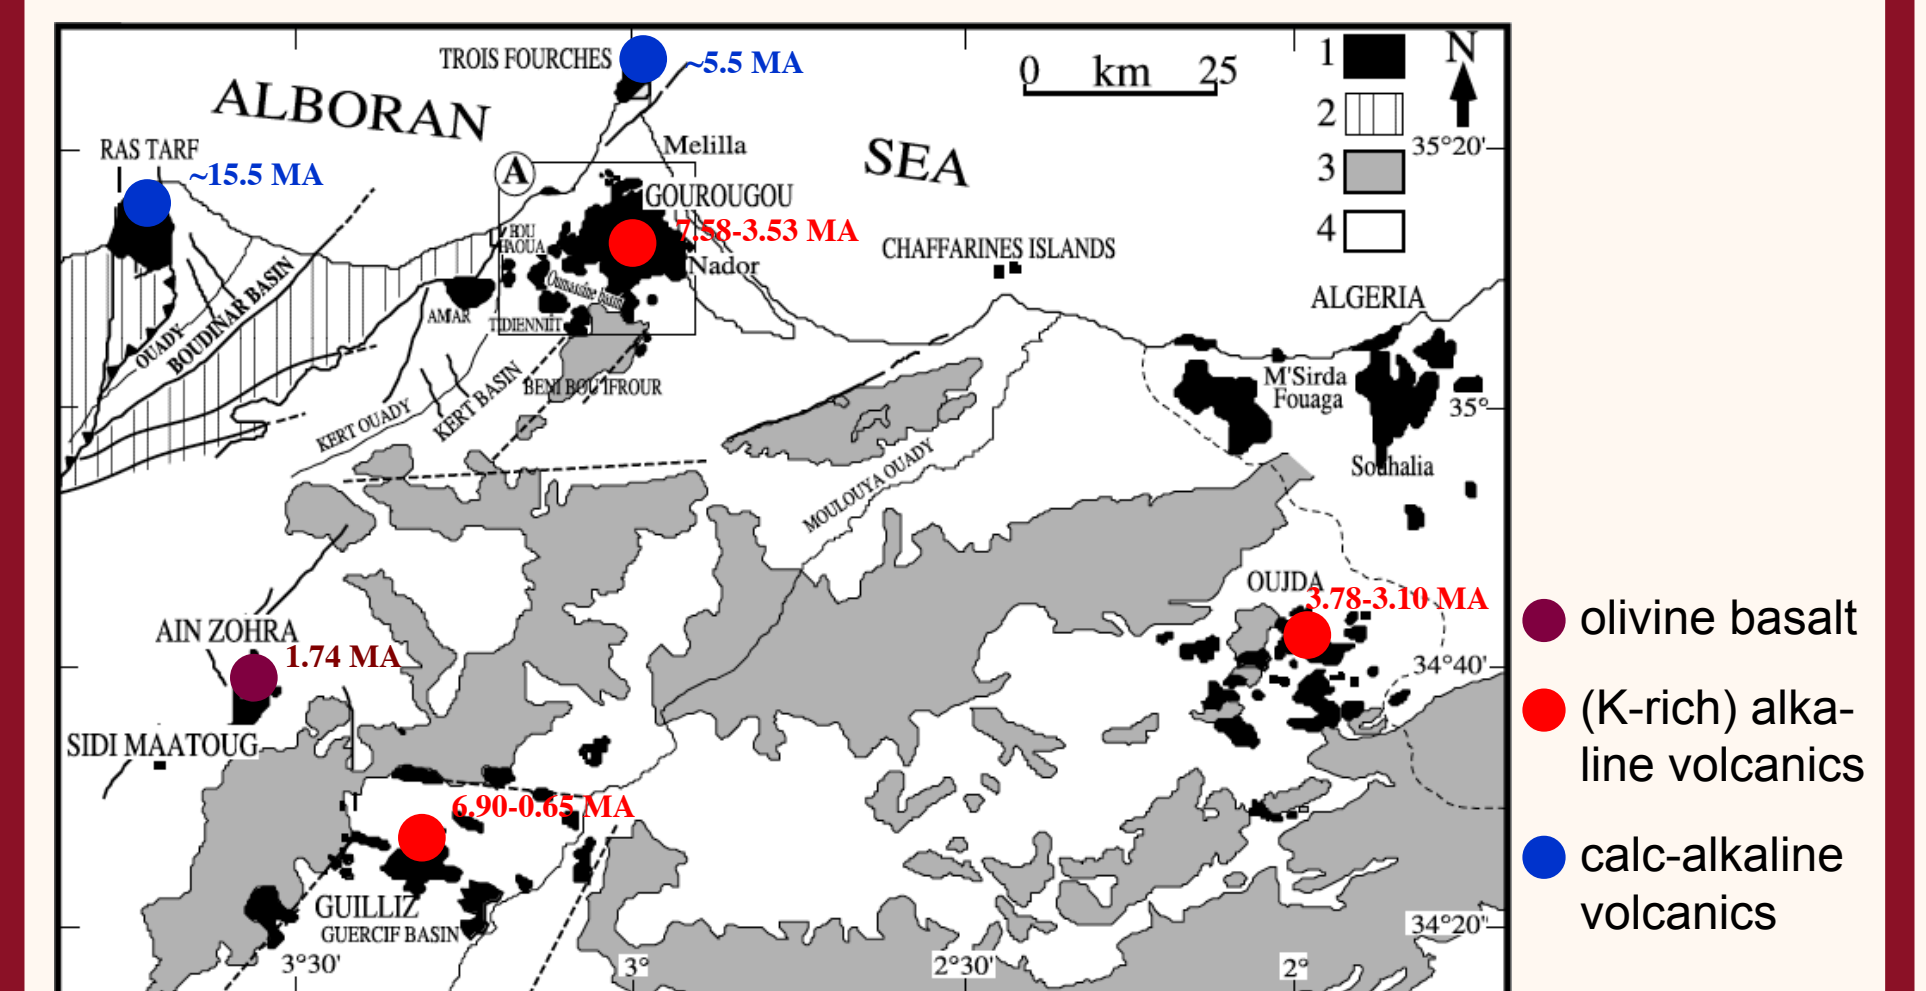 TROIS FOURCHES
~5.5 MA
0 km 25
1
N
2
3
4
35°20'
ALBORAN
SEA
RAS TARF
~15.5 MA
Melilla
A
GOUROUGOU
7.58-3.53 MA
BOU
HAOUA
Nador
CHAFFARINES ISLANDS
ALGERIA
Oumassine basin
AMAR
TIDIENNIT
OUADY
BOUDINAR BASIN
M'Sirda
Fouaga
35°
BENI BOU IFROUR
KERT OUADY
KERT BASIN
MOULOUYA OUADY
Souhalia
OUJDA
3.78-3.10 MA
AIN ZOHRA
1.74 MA
34°40'
SIDI MAATOUG
6.90-0.65 MA
GUILLIZ
GUERCIF BASIN
34°20"
3°30'
3°
2°30'
2°
olivine basalt
(K-rich) alka-
line volcanics
calc-alkaline
volcanics